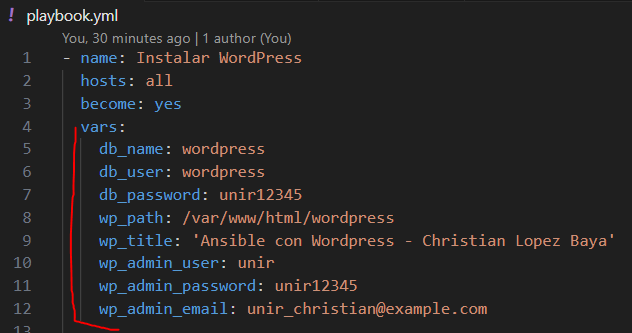 ! playbook.yml
You, 30 minutes ago | 1 author (You)
1 - name: Instalar WordPress
2 hosts: all
3 become: yes
4 vars:
5 db_name: wordpress
6 db_user: wordpress
7 db_password: unir12345
8 wp_path: /var/www/html/wordpress
9 wp_title: 'Ansible con Wordpress - Christian Lopez Baya'
10 wp_admin_user: unir
11 wp_admin_password: unir12345
12 wp_admin_email: unir_christian@example.com
13